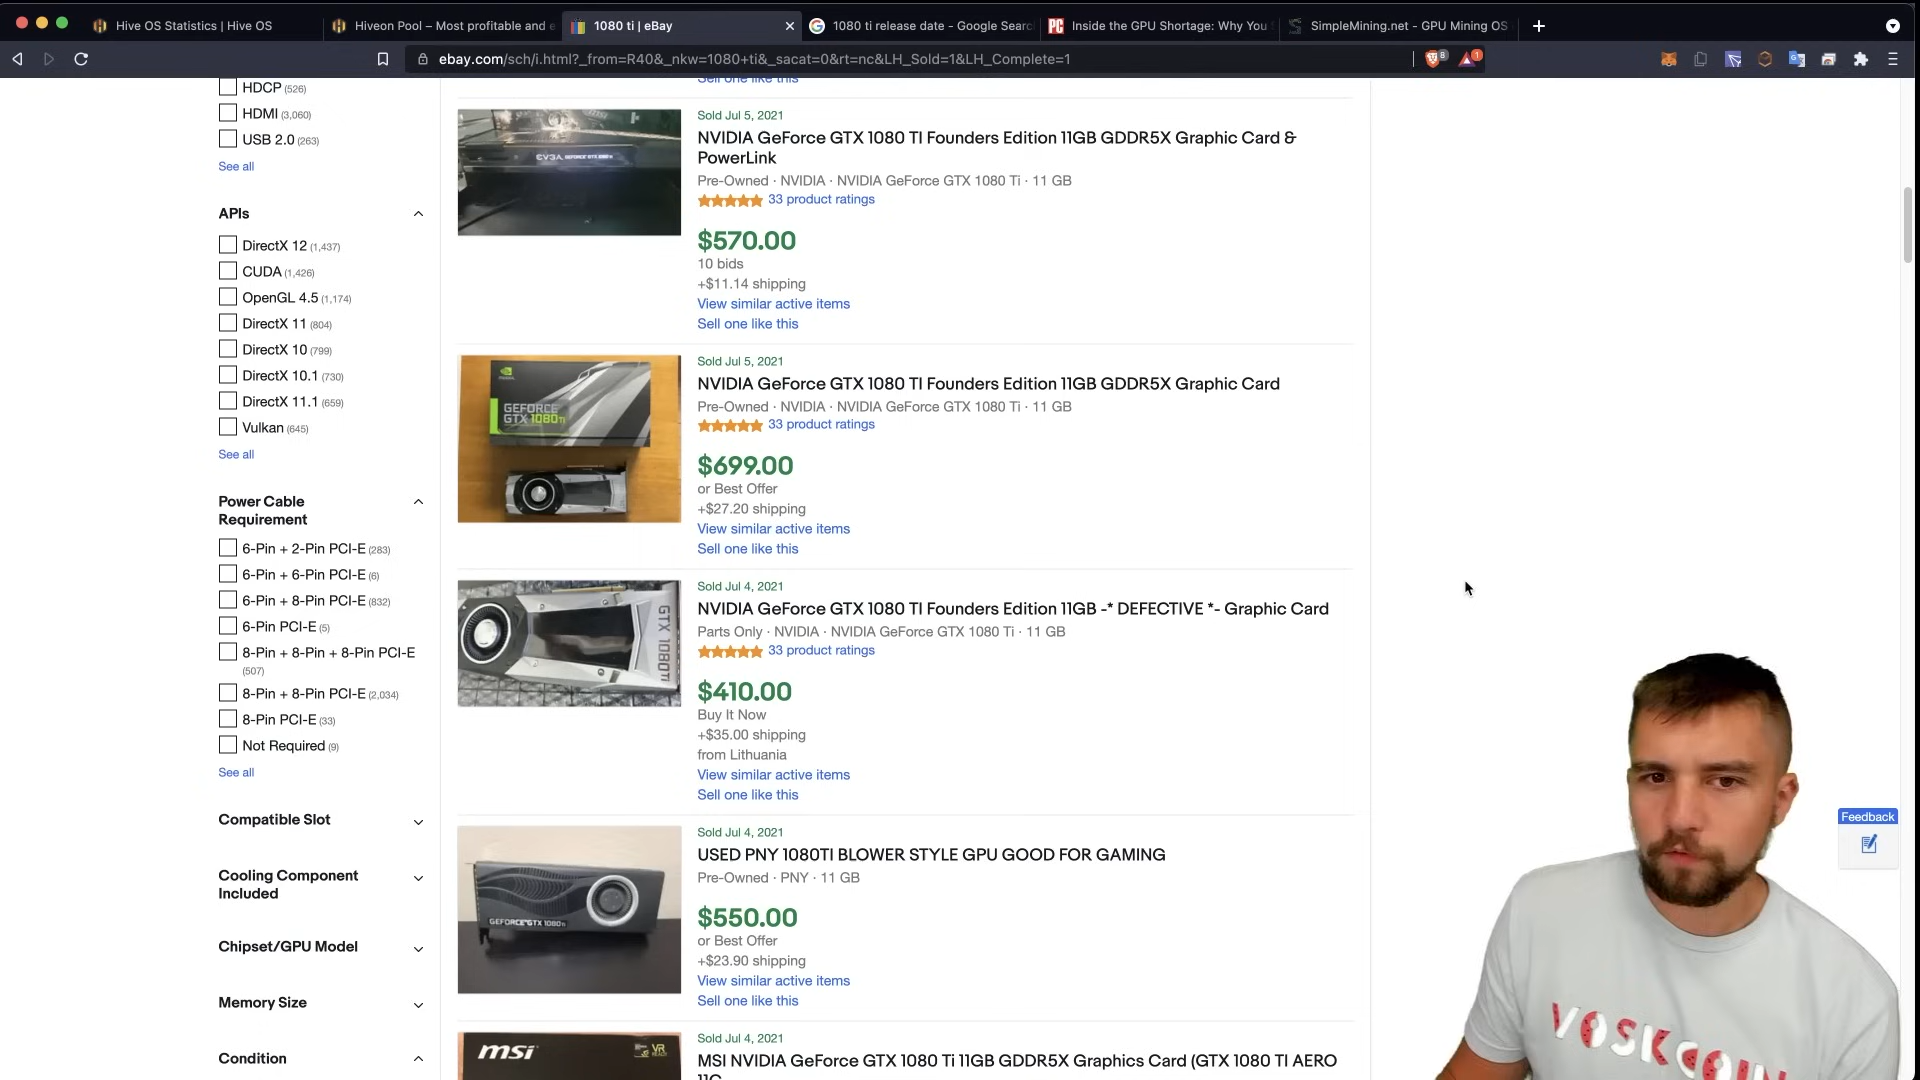 Hive OS Statistics | Hive OS
Hiveon Pool – Most profitable and e
1080 ti | eBay
1080 ti release date - Google Searc
Inside the GPU Shortage: Why You
SimpleMining.net - GPU Mining OS
ebay.com/sch/i.html?_from=R40&_nkw=1080+ti&_sacat=0&rt=nc&LH_Sold=1&LH_Complete=1
HDCP (526)
HDMI (3,060)
USB 2.0 (263)
See all
APIs
DirectX 12 (1,437)
CUDA (1,426)
OpenGL 4.5 (1,174)
DirectX 11 (804)
DirectX 10 (799)
DirectX 10.1 (730)
DirectX 11.1 (659)
Vulkan (645)
See all
Power Cable
Requirement
6-Pin + 2-Pin PCI-E (283)
6-Pin + 6-Pin PCI-E (6)
6-Pin + 8-Pin PCI-E (832)
6-Pin PCI-E (5)
8-Pin + 8-Pin + 8-Pin PCI-E
(507)
8-Pin + 8-Pin PCI-E (2,034)
8-Pin PCI-E (33)
Not Required (9)
See all
Compatible Slot
Cooling Component
Included
Chipset/GPU Model
Memory Size
Condition
Sell one like this
Sold Jul 5, 2021
NVIDIA GeForce GTX 1080 TI Founders Edition 11GB GDDR5X Graphic Card &
PowerLink
Pre-Owned · NVIDIA · NVIDIA GeForce GTX 1080 Ti · 11 GB
33 product ratings
$570.00
10 bids
+$11.14 shipping
View similar active items
Sell one like this
Sold Jul 5, 2021
NVIDIA GeForce GTX 1080 TI Founders Edition 11GB GDDR5X Graphic Card
Pre-Owned · NVIDIA · NVIDIA GeForce GTX 1080 Ti · 11 GB
33 product ratings
$699.00
or Best Offer
+$27.20 shipping
View similar active items
Sell one like this
GEFORCE
GTX 1080Ti
Sold Jul 4, 2021
NVIDIA GeForce GTX 1080 TI Founders Edition 11GB -* DEFECTIVE *- Graphic Card
Parts Only · NVIDIA · NVIDIA GeForce GTX 1080 Ti · 11 GB
33 product ratings
$410.00
Buy It Now
+$35.00 shipping
from Lithuania
View similar active items
Sell one like this
GTX 1080Ti
Sold Jul 4, 2021
USED PNY 1080TI BLOWER STYLE GPU GOOD FOR GAMING
Pre-Owned · PNY · 11 GB
$550.00
or Best Offer
+$23.90 shipping
View similar active items
Sell one like this
GEFORCE GTX 1080Ti
Sold Jul 4, 2021
MSI NVIDIA GeForce GTX 1080 Ti 11GB GDDR5X Graphics Card (GTX 1080 TI AERO
msi
Feedback
VOSKCOIN